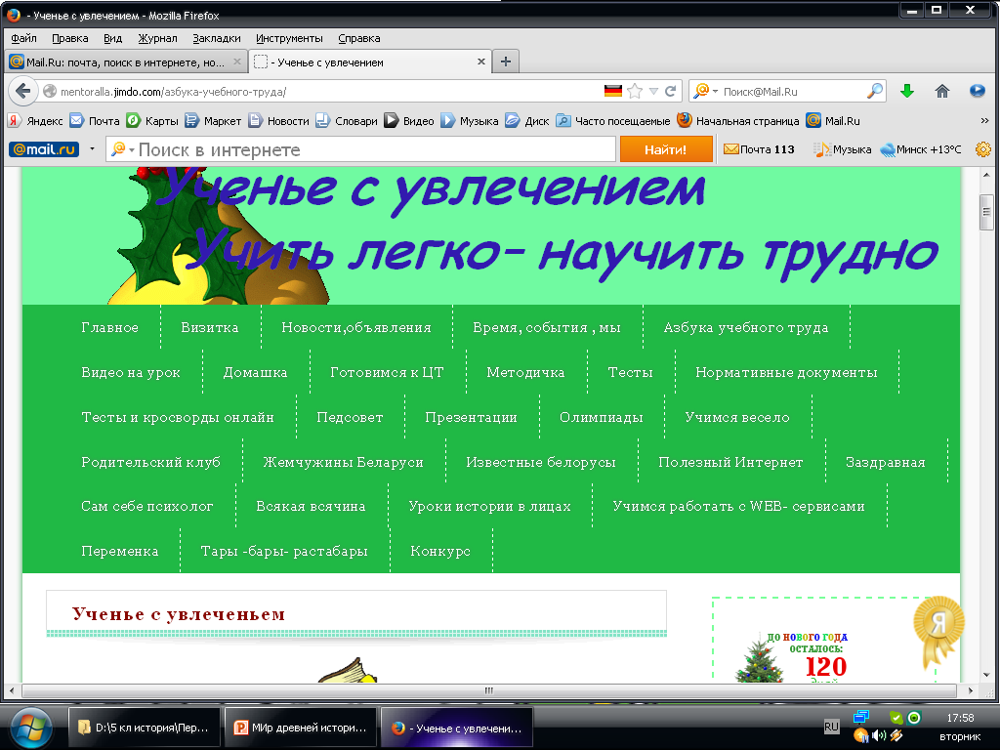 - Ученье с увлечением - Mozilla Firefox
Файл Правка Вид Журнал Закладки Инструменты Справка
Mail.Ru: почта, поиск в интернете, но... - Ученье с увлечением
mentoralla.jimdo.com/азбука-учебного-труда/ Поиск@Mail.Ru
Яндекс Почта Карты Маркет Новости Словари Видео Музыка Диск Часто посещаемые Начальная страница Mail.Ru
@mail.ru Поиск в интернете Найти! Почта 113 Музыка Минск +13°C
Ученье с увлечением
Учить легко- научить трудно
Главное Визитка Новости,объявления Время, события , мы Азбука учебного труда
Видео на урок Домашка Готовимся к ЦТ Методичка Тесты Нормативные документы
Тесты и кросворды онлайн Педсовет Презентации Олимпиады Учимся весело
Родительский клуб Жемчужины Беларуси Известные белорусы Полезный Интернет Заздравная
Сам себе психолог Всякая всячина Уроки истории в лицах Учимся работать с WEB- сервисами
Переменка Тары -бары- растабары Конкурс
Ученье с увлеченьем
Я
ДО НОВОГО ГОДА
ОСТАЛОСЬ:
120
дней
D:\5 кл история\Пер... МИр древней истори... - Ученье с увлечени... RU 17:58
вторник